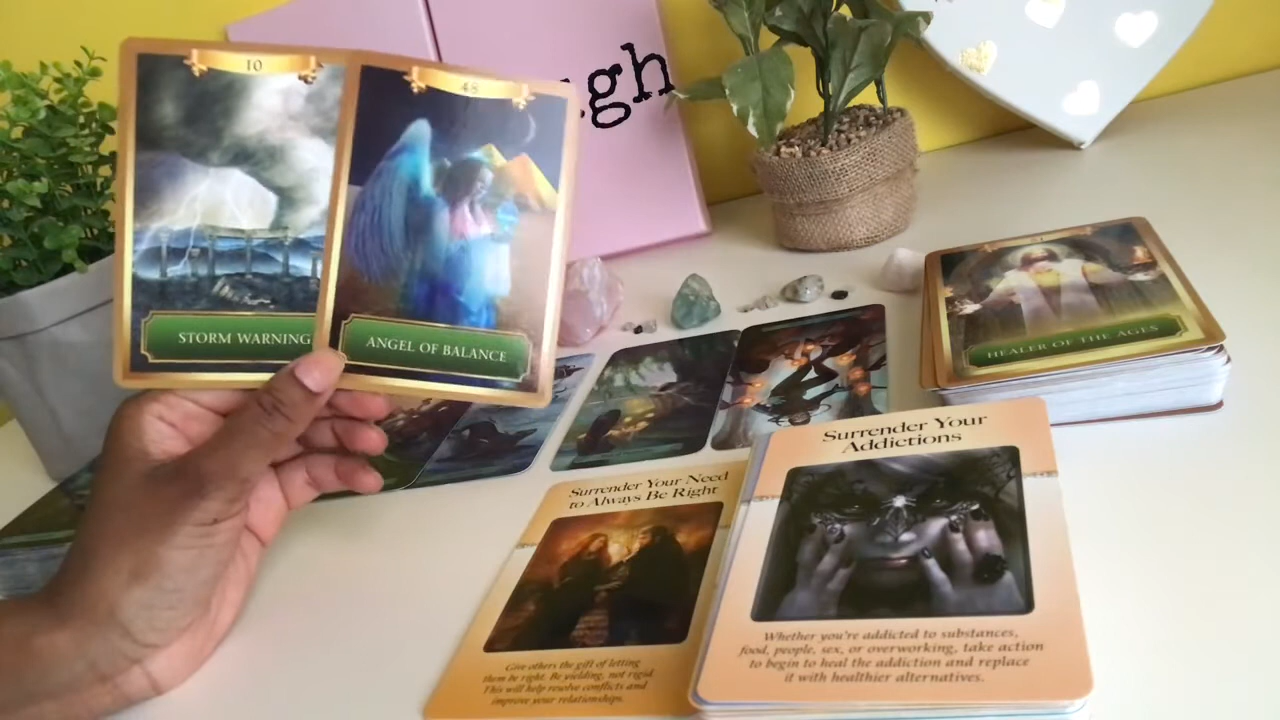 10
48
STORM WARNING
ANGEL OF BALANCE
HEALER OF THE AGES
Surrender Your
Addictions
Whether you're addicted to substances,
food, people, sex, or overworking, take action
to begin to heal the addiction and replace
it with healthier alternatives.
Surrender Your Need
to Always Be Right
Give others the gift of letting
them be right. Be yielding, not rigid.
This will help resolve conflicts and
improve your relationships.